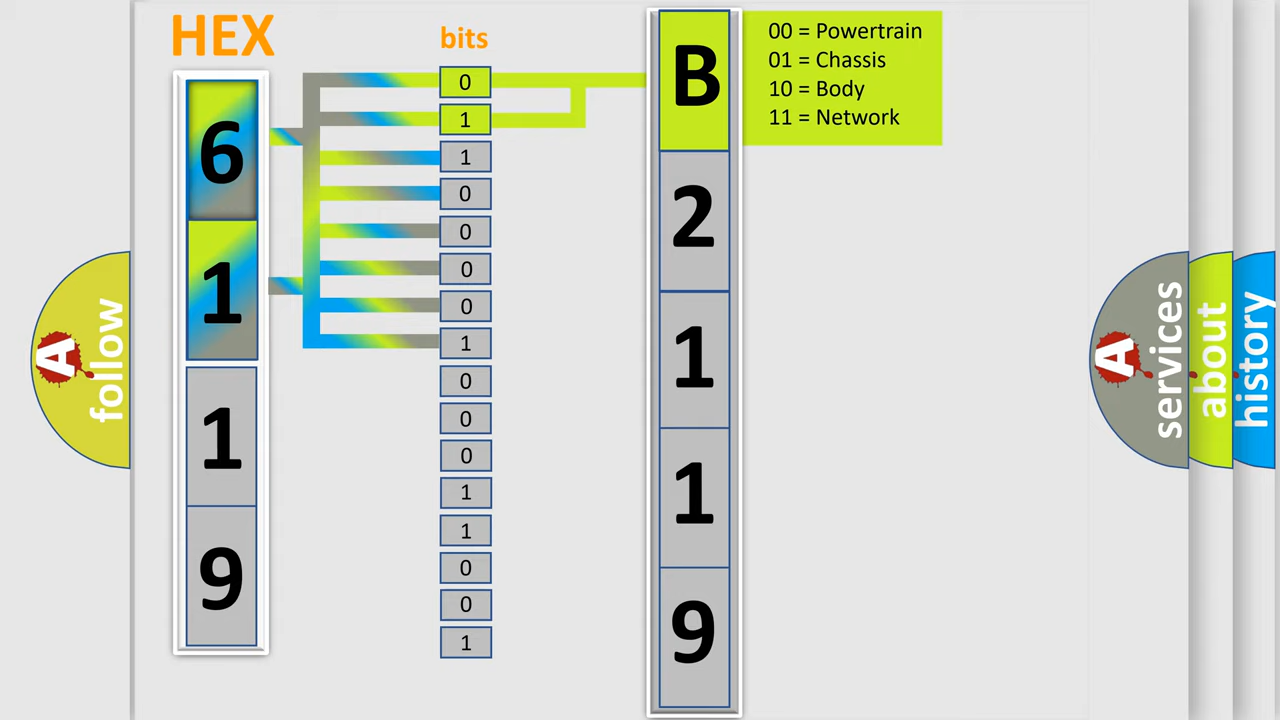 HEX
bits
6
1
1
9
0
1
1
0
0
0
0
1
0
0
0
1
1
0
0
1
B
2
1
1
9
00 = Powertrain
01 = Chassis
10 = Body
11 = Network
A
follow
A
services
about
history